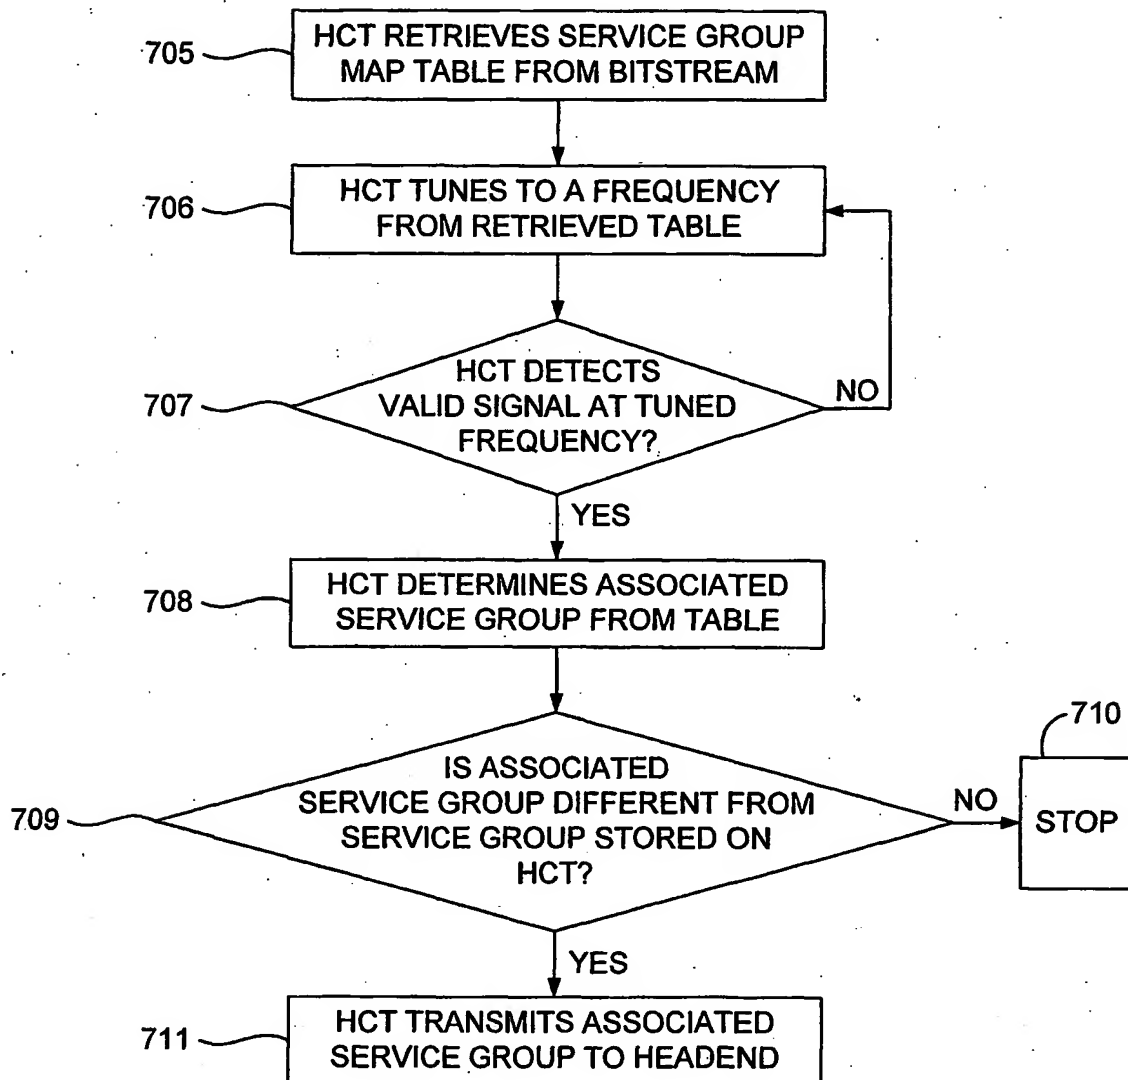 705
HCT RETRIEVES SERVICE GROUP
MAP TABLE FROM BITSTREAM
706
HCT TUNES TO A FREQUENCY
FROM RETRIEVED TABLE
707
HCT DETECTS
VALID SIGNAL AT TUNED
FREQUENCY?
NO
YES
708
HCT DETERMINES ASSOCIATED
SERVICE GROUP FROM TABLE
709
IS ASSOCIATED
SERVICE GROUP DIFFERENT FROM
SERVICE GROUP STORED ON
HCT?
NO
710
STOP
YES
711
HCT TRANSMITS ASSOCIATED
SERVICE GROUP TO HEADEND